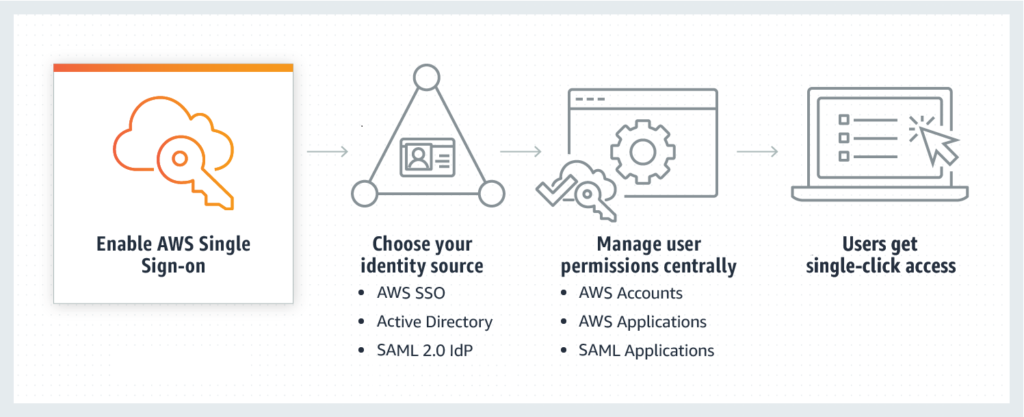 Enable AWS Single
Sign-on
Choose your
identity source
• AWS SSO
• Active Directory
• SAML 2.0 IdP
Manage user
permissions centrally
• AWS Accounts
• AWS Applications
• SAML Applications
Users get
single-click access